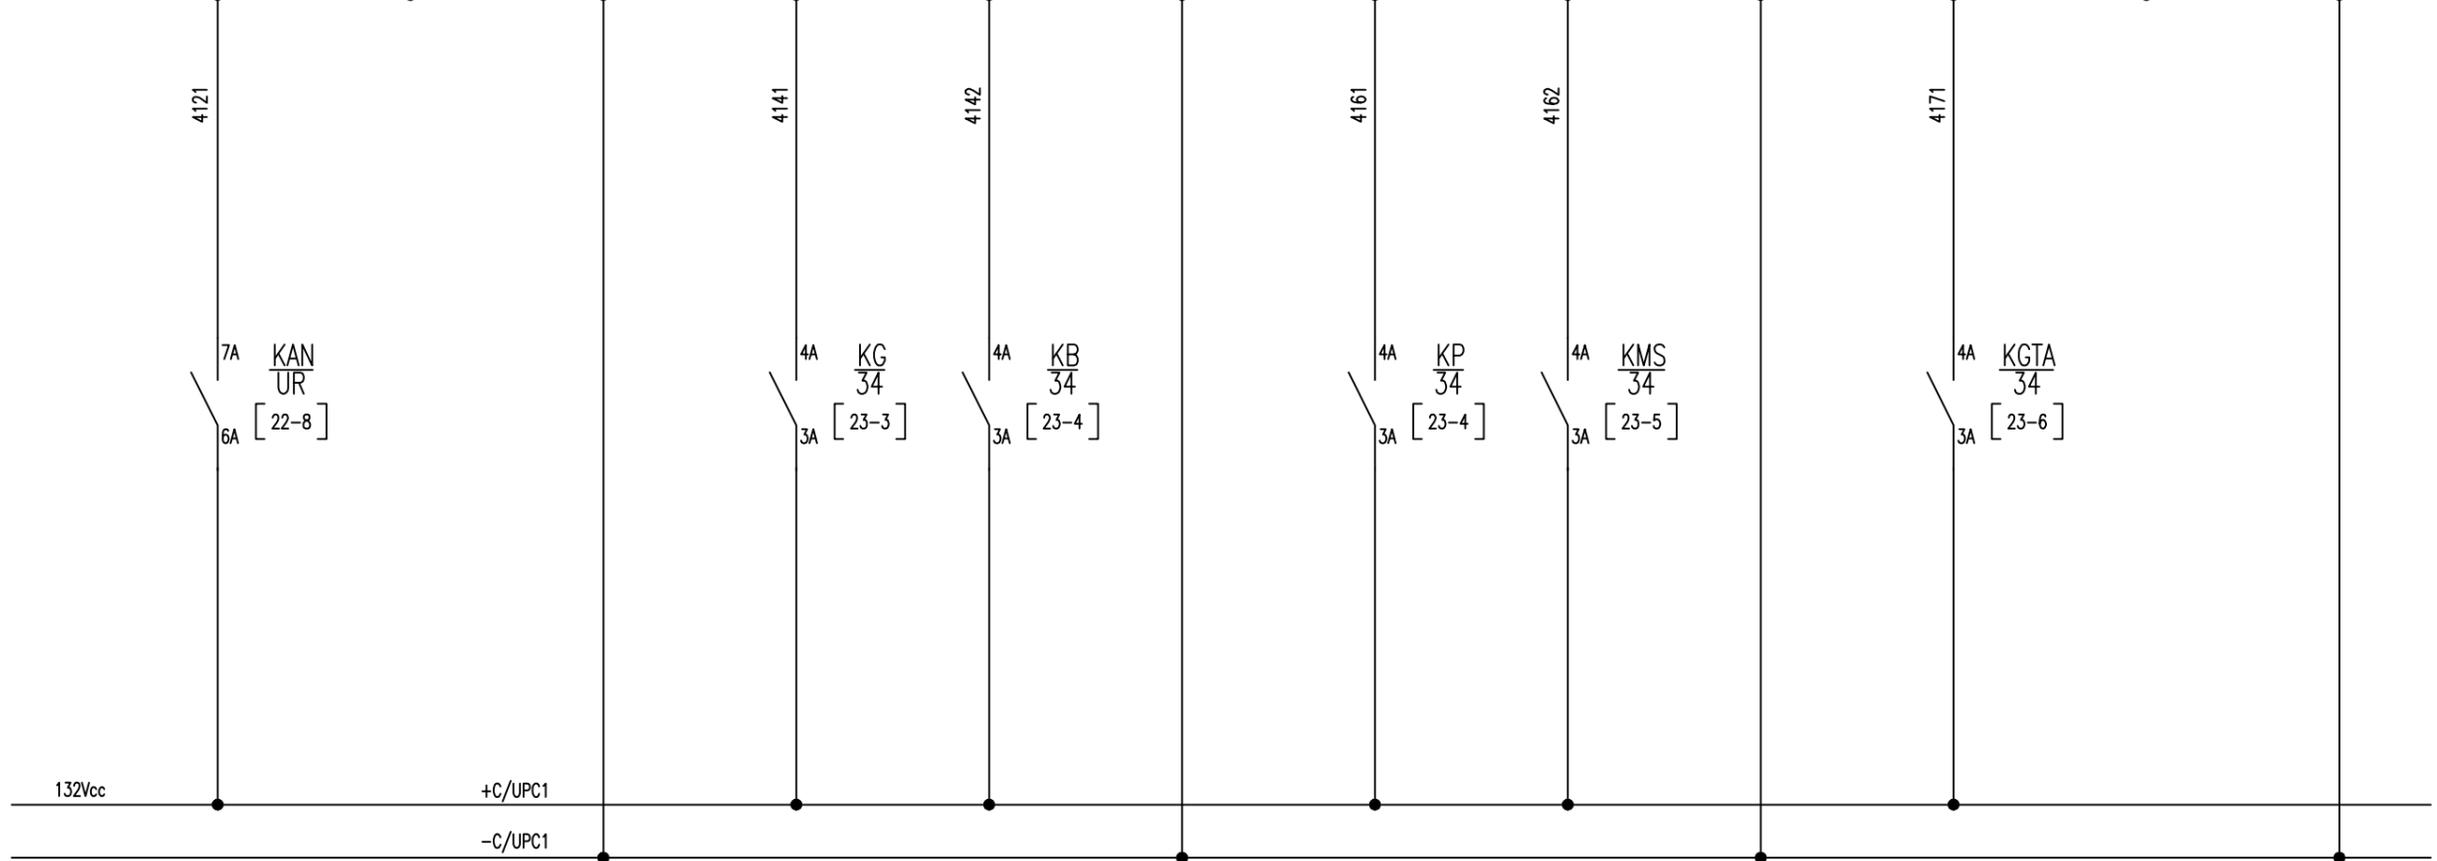 4121
4141
4142
4161
4162
4171
7A
KAN
UR
[22-8]
6A
4A
KG
34
[23-3]
3A
4A
KB
34
[23-4]
3A
4A
KP
34
[23-4]
3A
4A
KMS
34
[23-5]
3A
4A
KGTA
34
[23-6]
3A
132Vcc
+C/UPC1
-C/UPC1